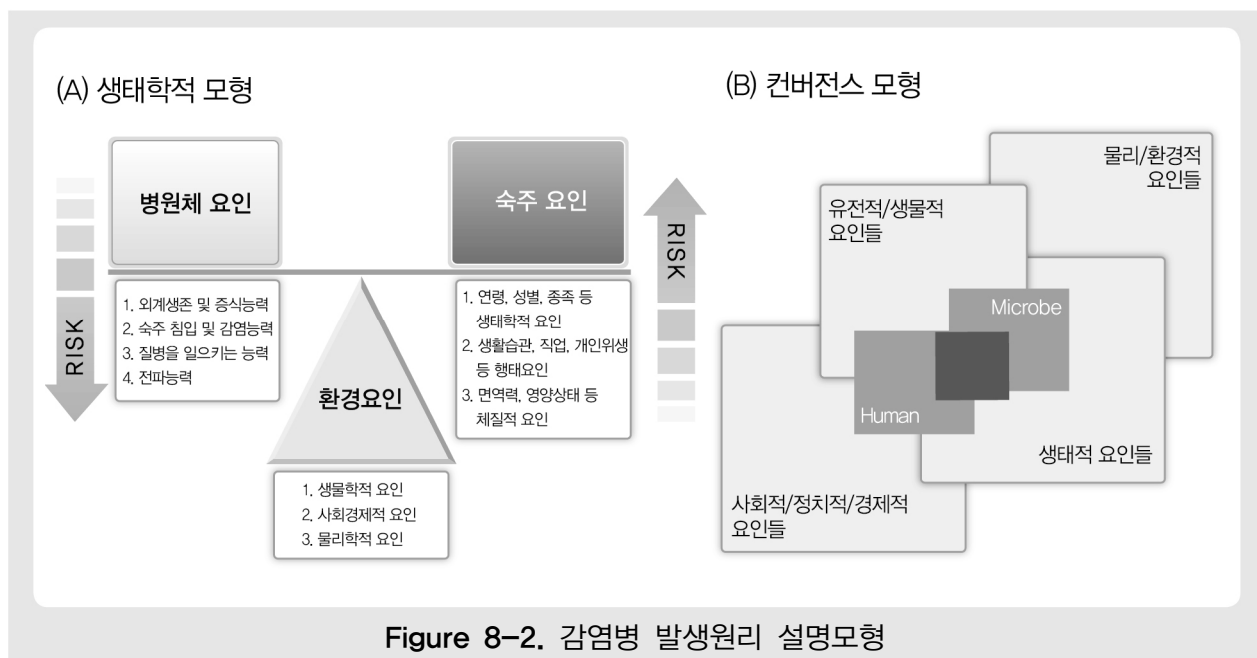 (A) 생태학적 모형
병원체 요인
숙주 요인
RISK
1. 외계생존 및 증식능력
2. 숙주 침입 및 감염능력
3. 질병을 일으키는 능력
4. 전파능력
환경요인
1. 생물학적 요인
2. 사회경제적 요인
3. 물리학적 요인
1. 연령, 성별, 종족 등
생태학적 요인
2. 생활습관, 직업, 개인위생
등 행태요인
3. 면역력, 영양상태 등
체질적 요인
RISK
(B) 컨버전스 모형
물리/환경적
요인들
유전적/생물적
요인들
Microbe
Human
생태적 요인들
사회적/정치적/경제적
요인들
Figure 8-2. 감염병 발생원리 설명모형